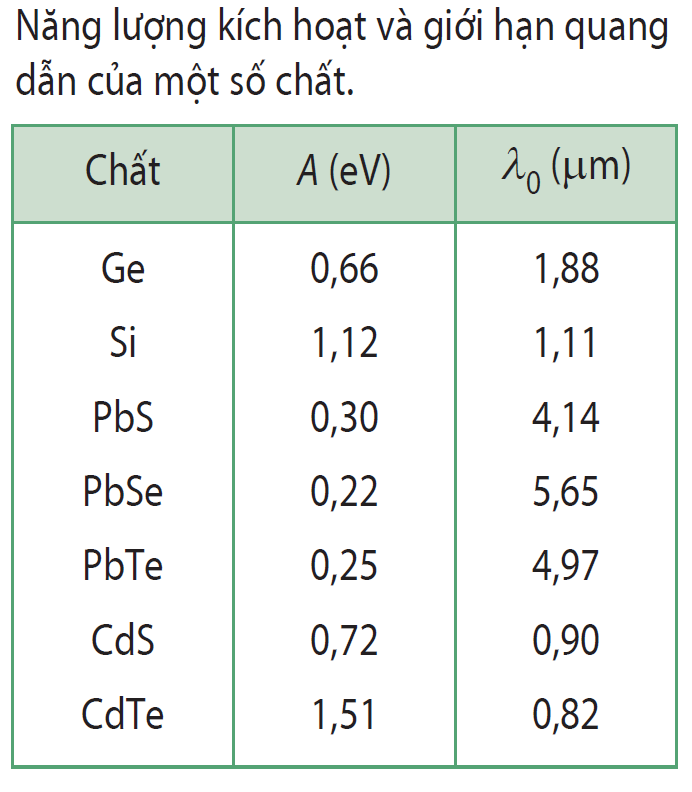 Năng lượng kích hoạt và giới hạn quang
dẫn của một số chất.
Chất A (eV) λ₀ (μm)
Ge 0,66 1,88
Si 1,12 1,11
PbS 0,30 4,14
PbSe 0,22 5,65
PbTe 0,25 4,97
CdS 0,72 0,90
CdTe 1,51 0,82